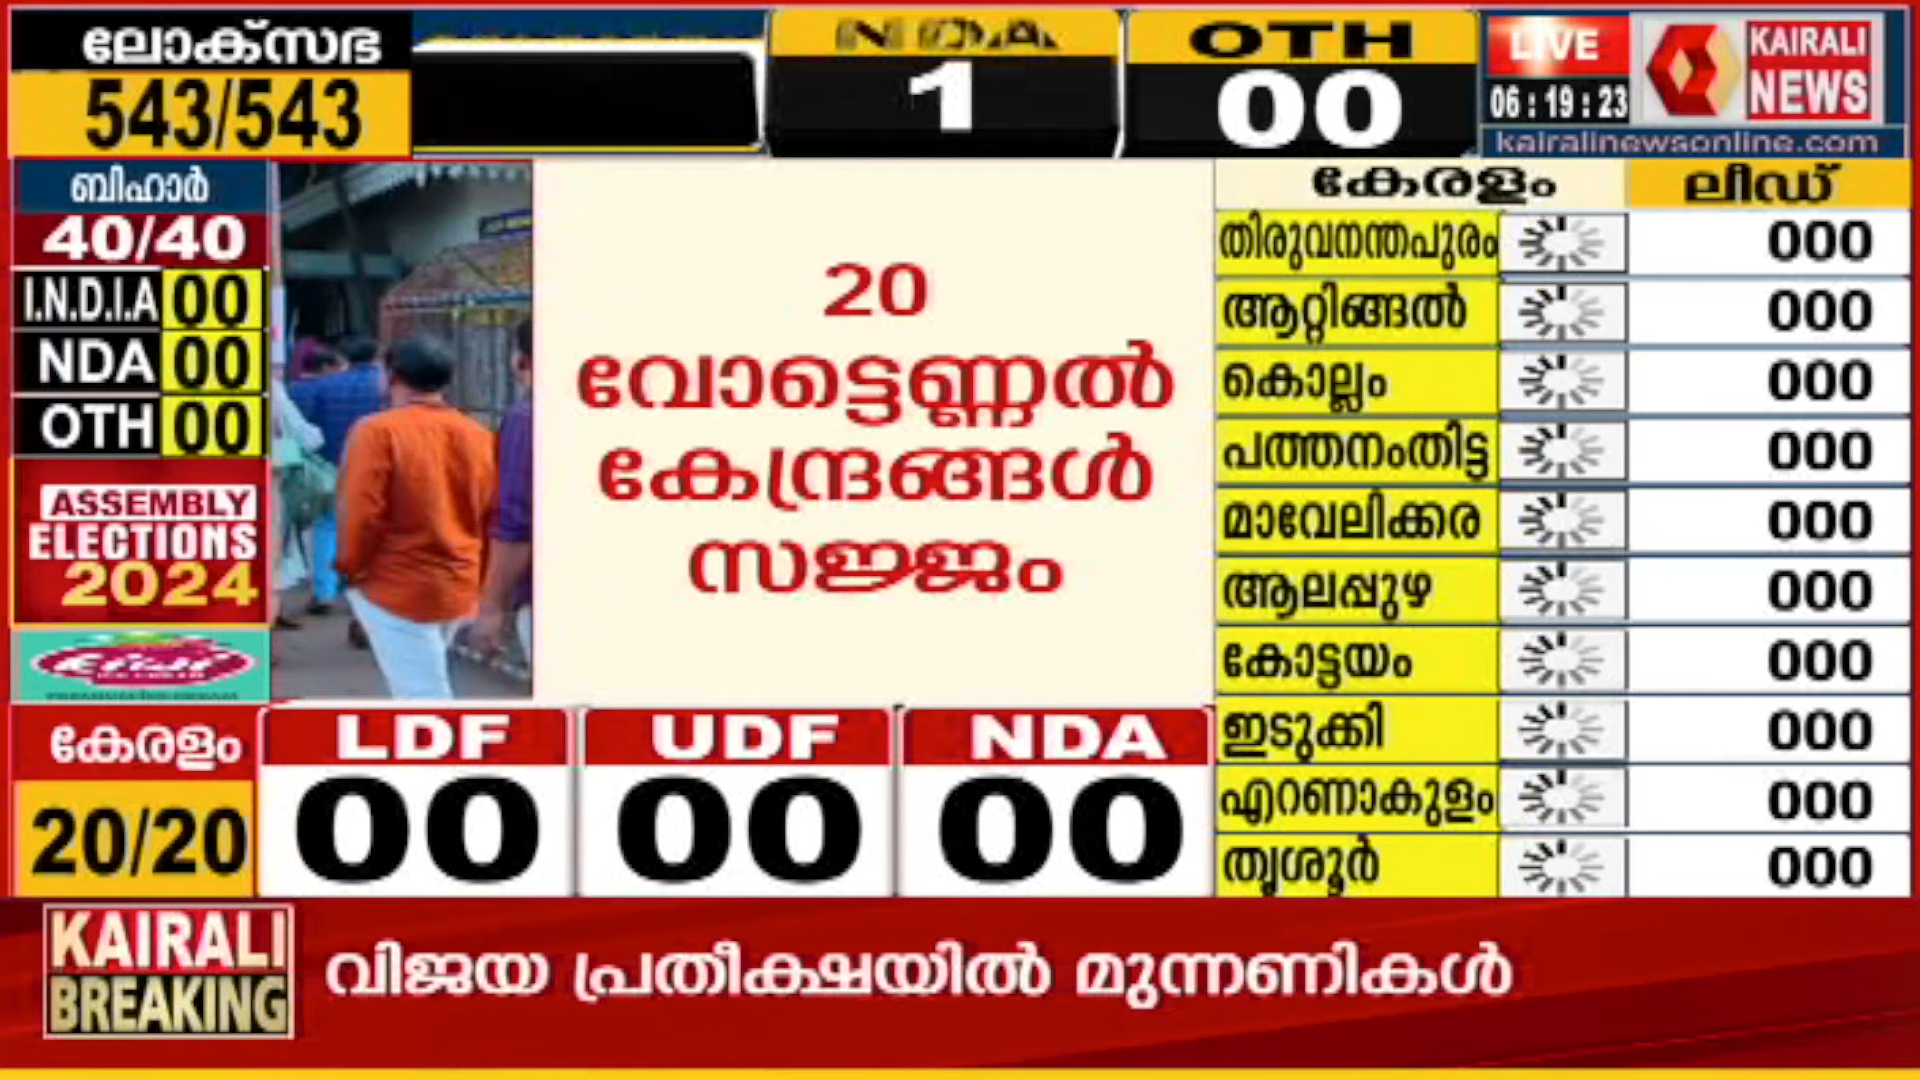 ലോക്സഭ
543/543
NDA
1
OTH
00
LIVE
06:19:23
KAIRALI
NEWS
kairalinewsonline.com
ബിഹാർ
40/40
I.N.D.I.A 00
NDA 00
OTH 00
ASSEMBLY
ELECTIONS
2024
20
വോട്ടെണ്ണൽ
കേന്ദ്രങ്ങൾ
സജ്ജം
കേരളം ലീഡ്
തിരുവനന്തപുരം 000
ആറ്റിങ്ങൽ 000
കൊല്ലം 000
പത്തനംതിട്ട 000
മാവേലിക്കര 000
ആലപ്പുഴ 000
കോട്ടയം 000
ഇടുക്കി 000
എറണാകുളം 000
തൃശൂർ 000
കേരളം
20/20
LDF UDF NDA
00 00 00
KAIRALI
BREAKING
വിജയ പ്രതീക്ഷയിൽ മുന്നണികൾ